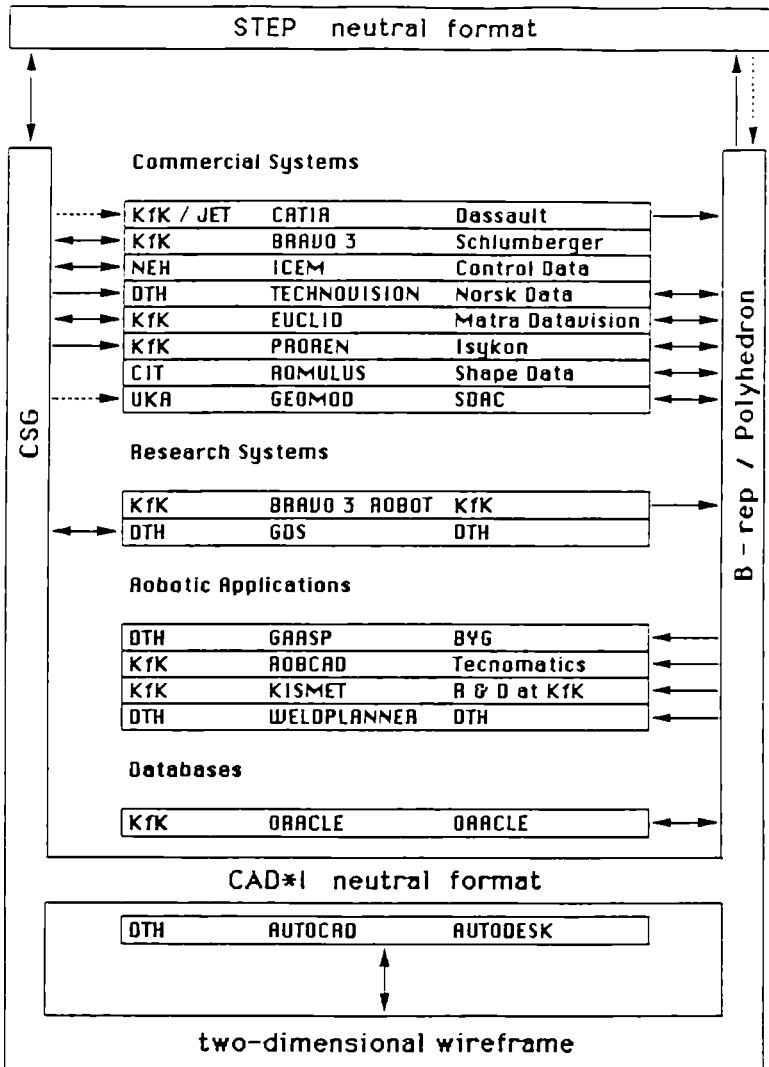 STEP neutral format
Commercial Systems
KfK / JET CATIA Dassault
KfK BRAVO 3 Schlumberger
NEH ICEM Control Data
DTH TECHNOVISION Norsk Data
KfK EUCLID Matra Datavision
KfK PROREN Isykon
CIT ROMULUS Shape Data
UKA GEOMOD SDRC
CSG
B-rep / Polyhedron
Research Systems
KfK BRAVO 3 ROBOT KfK
DTH GDS DTH
Robotic Applications
DTH GRASP BYG
KfK ROBCAD Tecnomatics
KfK KISMET R & D at KfK
DTH WELDPLANNER DTH
Databases
KfK ORACLE ORACLE
CAD*I neutral format
DTH AUTOCAD AUTODESK
two-dimensional wireframe